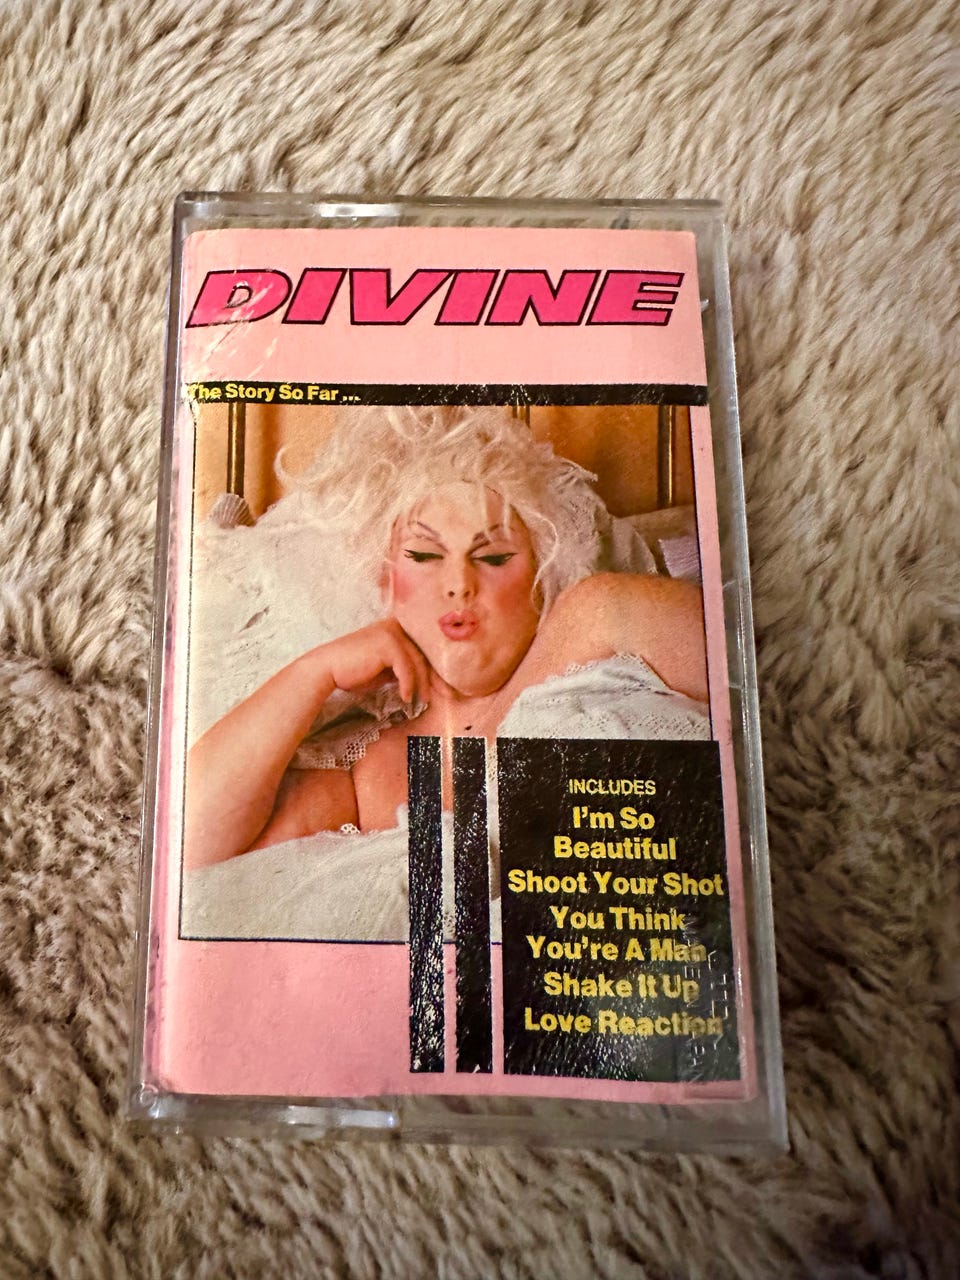 DIVINE
The Story So Far...
INCLUDES
I'm So
Beautiful
Shoot Your Shot
You Think
You're A Man
Shake It Up
Love Reaction